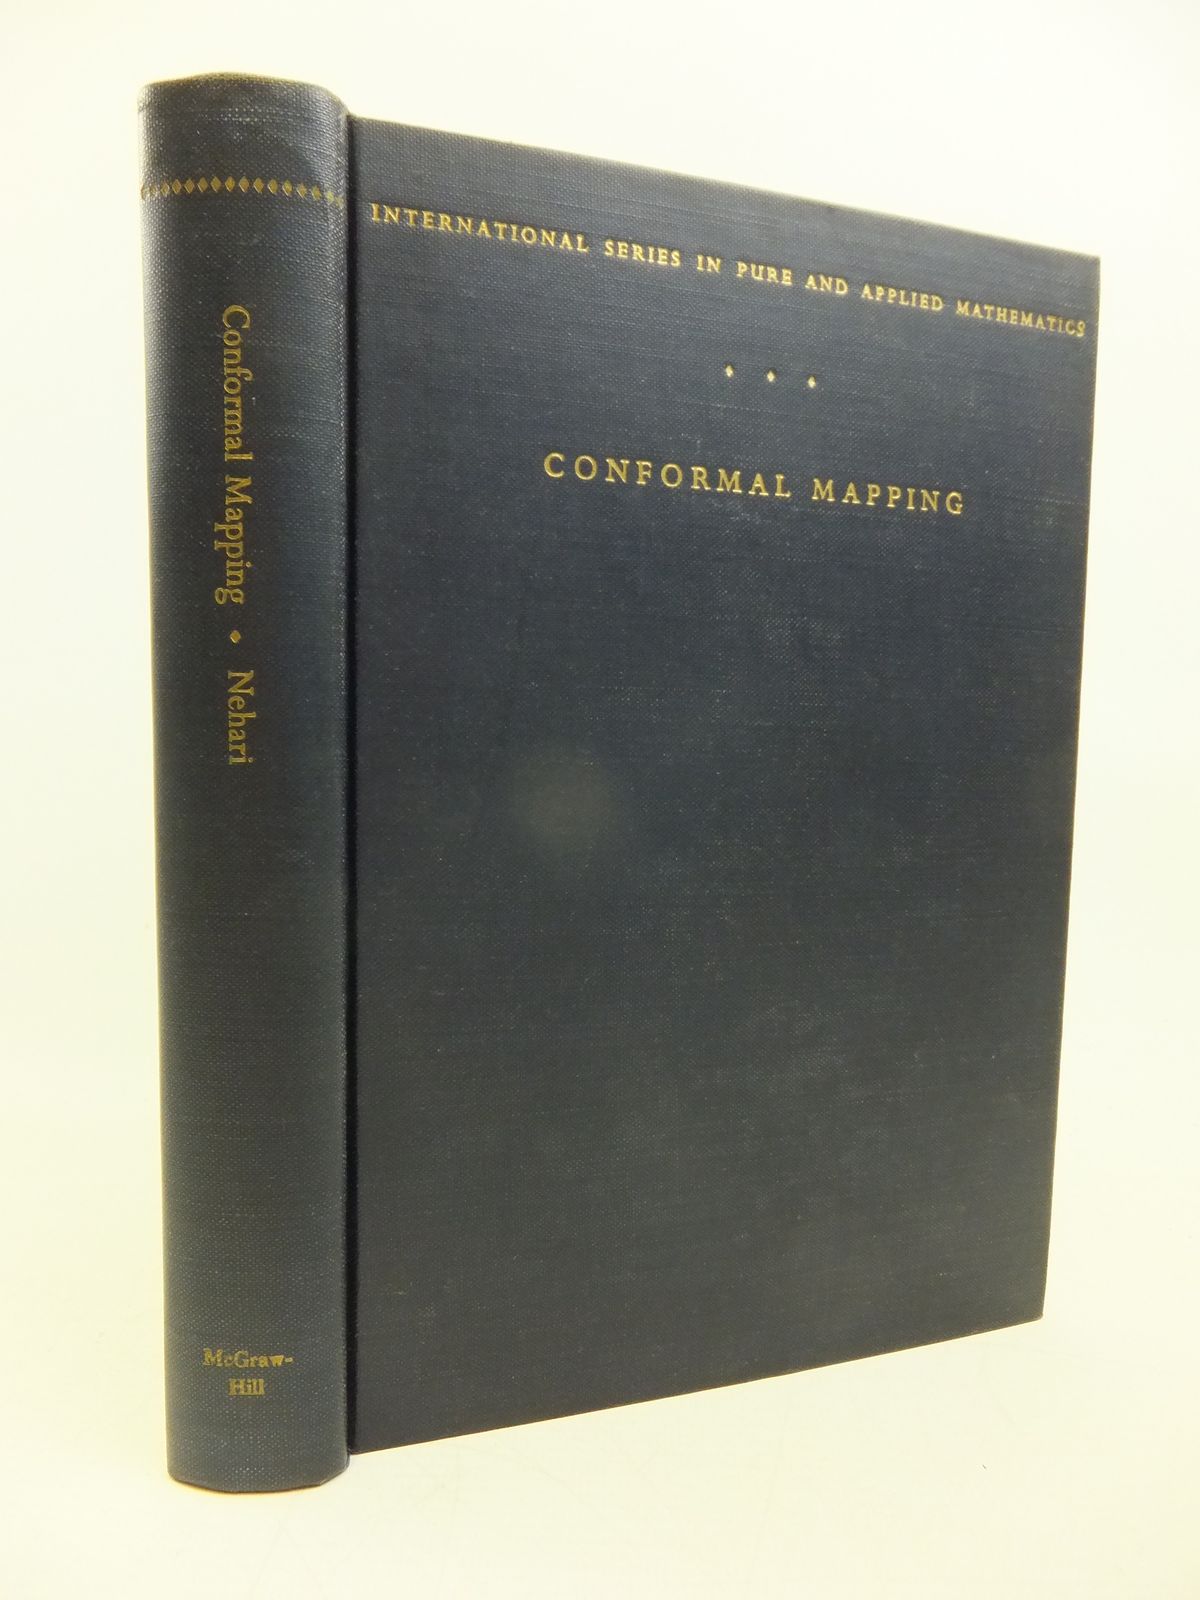 INTERNATIONAL SERIES IN PURE AND APPLIED MATHEMATICS
CONFORMAL MAPPING
Conformal Mapping • Nehari
McGraw-
Hill